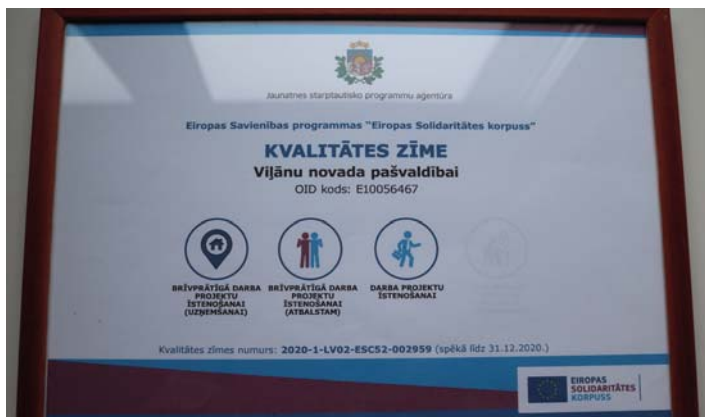 Jaunatnes starptautisko programmu aģentūra
Eiropas Savienības programmas "Eiropas Solidaritātes korpuss"
KVALITĀTES ZĪME
Viļānu novada pašvaldībai
OID kods: E10056467
BRĪVPRĀTĪGĀ DARBA
PROJEKTU
ĪSTENOŠANAI
(UZŅEMŠANAI)
BRĪVPRĀTĪGĀ DARBA
PROJEKTU
ĪSTENOŠANAI
(ATBALSTAM)
DARBA PROJEKTU
ĪSTENOŠANAI
Kvalitātes zīmes numurs: 2020-1-LV02-ESC52-002959 (spēkā līdz 31.12.2020.)
EIROPAS
SOLIDARITĀTES
KORPUSS